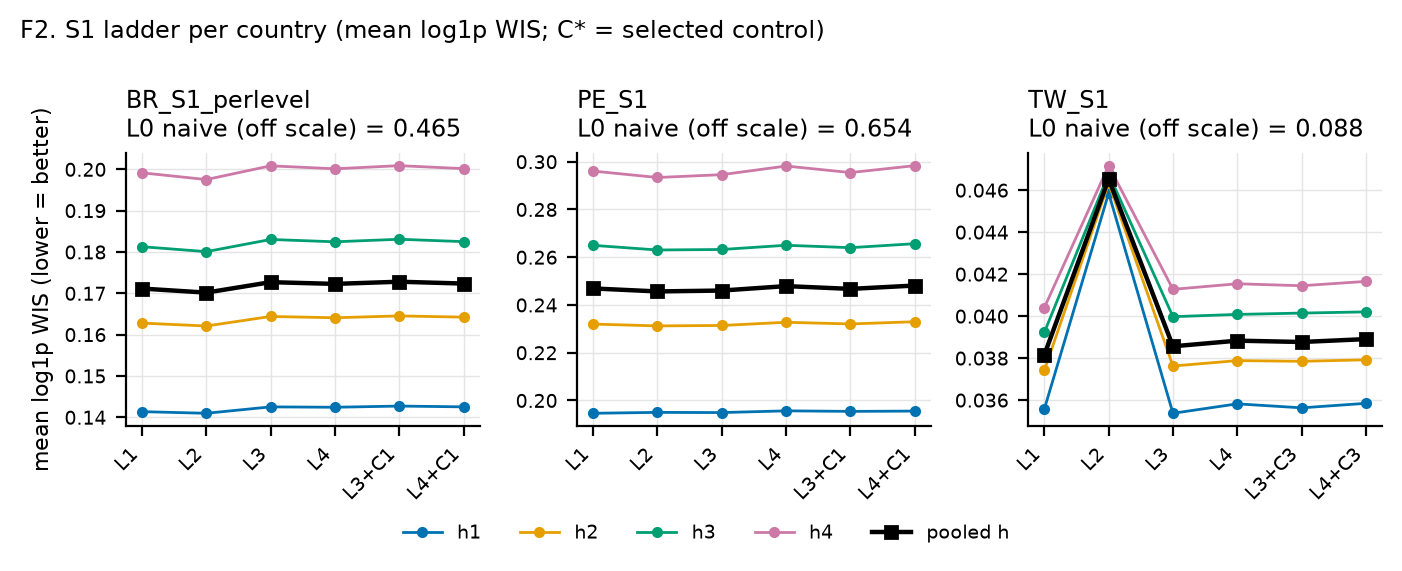 F2. S1 ladder per country (mean log1p WIS; C* = selected control)
mean log1p WIS (lower = better)
BR_S1_perlevel
L0 naive (off scale) = 0.465
0.20
0.19
0.18
0.17
0.16
0.15
0.14
L1
L2
L3
L4
L3+C1
L4+C1
PE_S1
L0 naive (off scale) = 0.654
0.30
0.28
0.26
0.24
0.22
0.20
L1
L2
L3
L4
L3+C1
L4+C1
TW_S1
L0 naive (off scale) = 0.088
0.046
0.044
0.042
0.040
0.038
0.036
L1
L2
L3
L4
L3+C3
L4+C3
h1
h2
h3
h4
pooled h